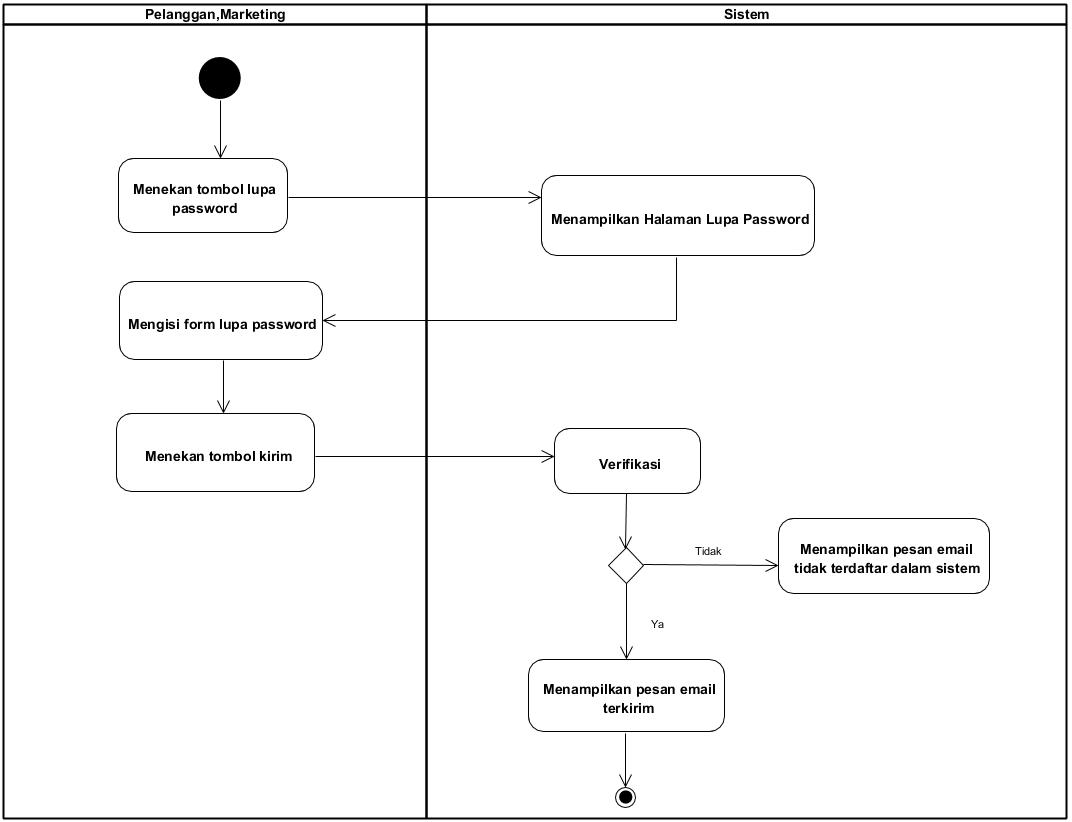 Pelanggan,Marketing
Sistem
Menekan tombol lupa
password
Menampilkan Halaman Lupa Password
Mengisi form lupa password
Menekan tombol kirim
Verifikasi
Tidak
Menampilkan pesan email
tidak terdaftar dalam sistem
Ya
Menampilkan pesan email
terkirim